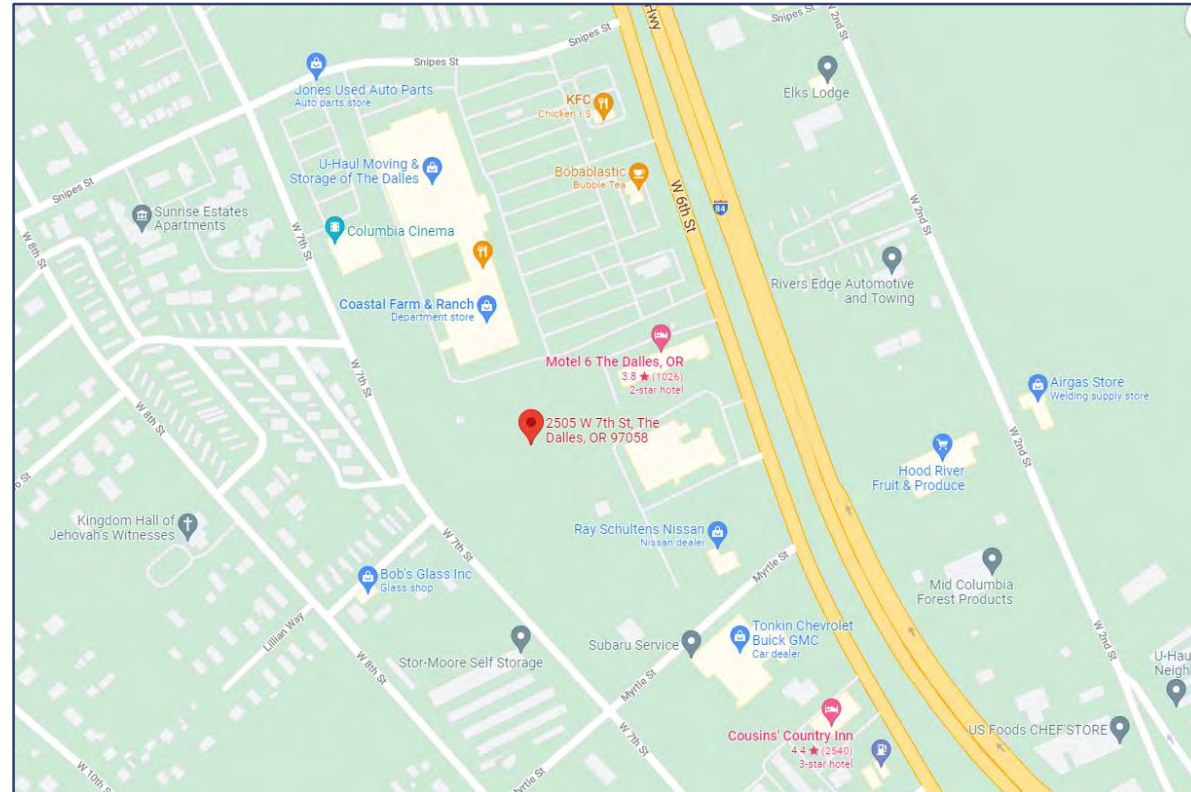 Hwy
Snipes St
W 2nd St
Snipes St
Snipes St
Jones Used Auto Parts
Auto parts store
KFC
Chicken · $
Elks Lodge
U-Haul Moving &
Storage of The Dalles
Bobablastic
Bubble Tea
W 6th St
84
Snipes St
Sunrise Estates
Apartments
Columbia Cinema
W 7th St
W 8th St
W 2nd St
Rivers Edge Automotive
and Towing
Coastal Farm & Ranch
Department store
Motel 6 The Dalles, OR
3.8 ★ (1026)
2-star hotel
W 7th St
Airgas Store
Welding supply store
2505 W 7th St, The
Dalles, OR 97058
W 8th St
W 2nd St
Hood River
Fruit & Produce
o St
Kingdom Hall of
Jehovah's Witnesses
W 7th St
Ray Schultens Nissan
Nissan dealer
Myrtle St
Bob's Glass Inc
Glass shop
Mid Columbia
Forest Products
Lillian Way
Stor-Moore Self Storage
Subaru Service
Tonkin Chevrolet
Buick GMC
Car dealer
W 2nd St
U-Hau
Neigh
W 8th St
Myrtle St
W 7th St
Cousins' Country Inn
4.4 ★ (2540)
3-star hotel
US Foods CHEF'STORE
W 10th St
Myrtle St